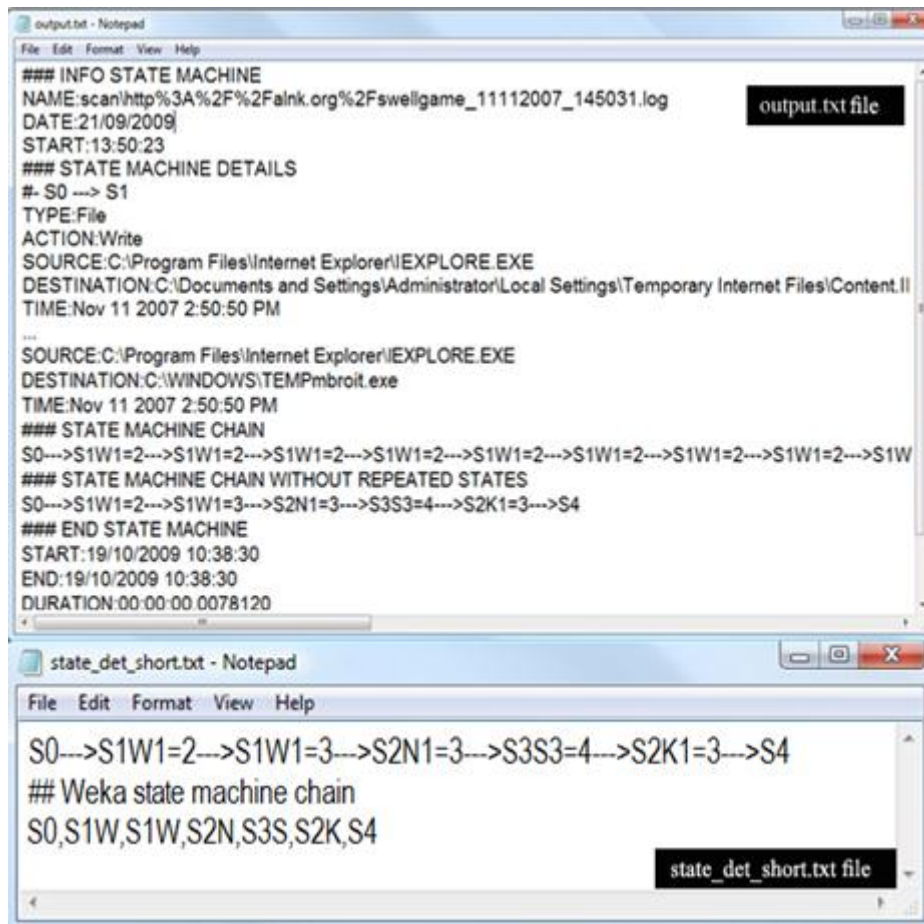 output.txt - Notepad
File Edit Format View Help
### INFO STATE MACHINE
NAME:scan\http%3A%2F%2Falnk.org%2Fswellgame_11112007_145031.log
output.txt file
DATE:21/09/2009
START:13:50:23
### STATE MACHINE DETAILS
#- S0 ---> S1
TYPE:File
ACTION:Write
SOURCE:C:\Program Files\Internet Explorer\IEXPLORE.EXE
DESTINATION:C:\Documents and Settings\Administrator\Local Settings\Temporary Internet Files\Content.II
TIME:Nov 11 2007 2:50:50 PM
...
SOURCE:C:\Program Files\Internet Explorer\IEXPLORE.EXE
DESTINATION:C:\WINDOWS\TEMPmbroit.exe
TIME:Nov 11 2007 2:50:50 PM
### STATE MACHINE CHAIN
S0--->S1W1=2--->S1W1=2--->S1W1=2--->S1W1=2--->S1W1=2--->S1W1=2--->S1W1=2--->S1W1=2--->S1W
### STATE MACHINE CHAIN WITHOUT REPEATED STATES
S0--->S1W1=2--->S1W1=3--->S2N1=3--->S3S3=4--->S2K1=3--->S4
### END STATE MACHINE
START:19/10/2009 10:38:30
END:19/10/2009 10:38:30
DURATION:00:00:00.0078120
state_det_short.txt - Notepad
File Edit Format View Help
S0--->S1W1=2--->S1W1=3--->S2N1=3--->S3S3=4--->S2K1=3--->S4
## Weka state machine chain
S0,S1W,S1W,S2N,S3S,S2K,S4
state_det_short.txt file